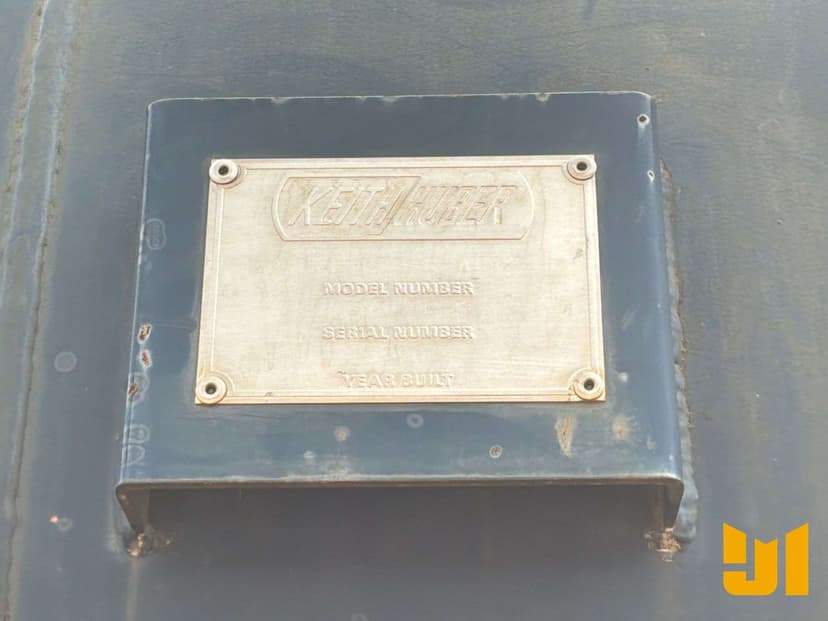 KEITH HUBER
MODEL NUMBER
SERIAL NUMBER
YEAR BUILT